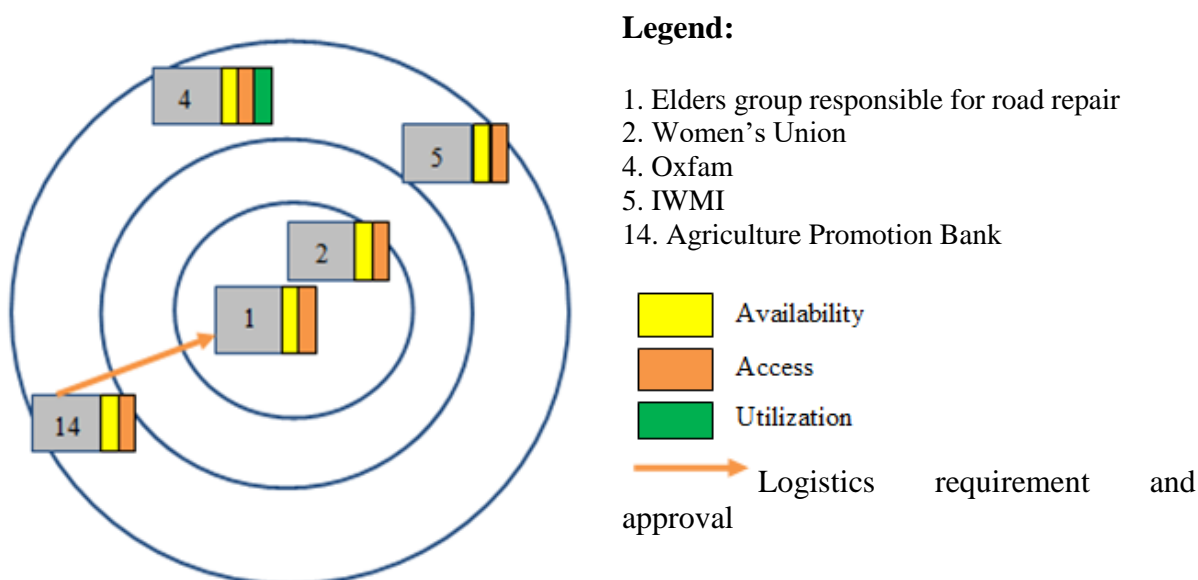 Legend:
1. Elders group responsible for road repair
2. Women’s Union
4. Oxfam
5. IWMI
14. Agriculture Promotion Bank
4
5
2
1
14
Availability
Access
Utilization
Logistics requirement and
approval